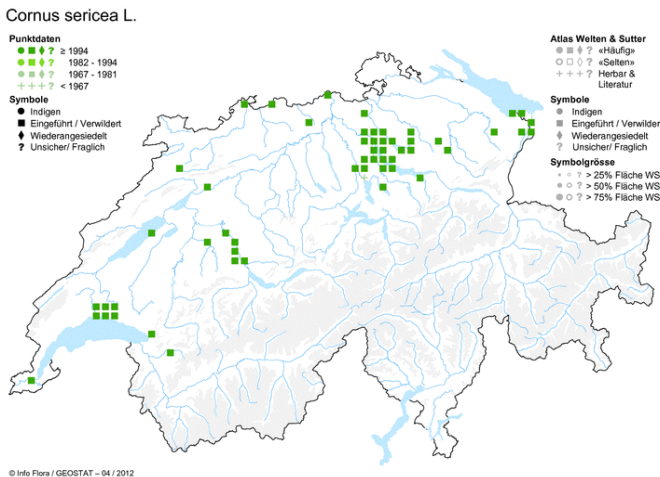 Cornus sericea L.
Punktdaten
? ≥ 1994
? 1982 - 1994
? 1967 - 1981
+++? < 1967
Symbole
Indigen
Eingeführt / Verwildert
Wiederangesiedelt
? Unsicher/ Fraglich
Atlas Welten & Sutter
? «Häufig»
? «Selten»
+++? Herbar &
Literatur
Symbole
Indigen
Eingeführt / Verwilder
Wiederangesiedelt
? Unsicher/ Fraglich
Symbolgrösse
? > 25% Fläche WS
? > 50% Fläche WS
? > 75% Fläche WS
© Info Flora / GEOSTAT – 04 / 2012